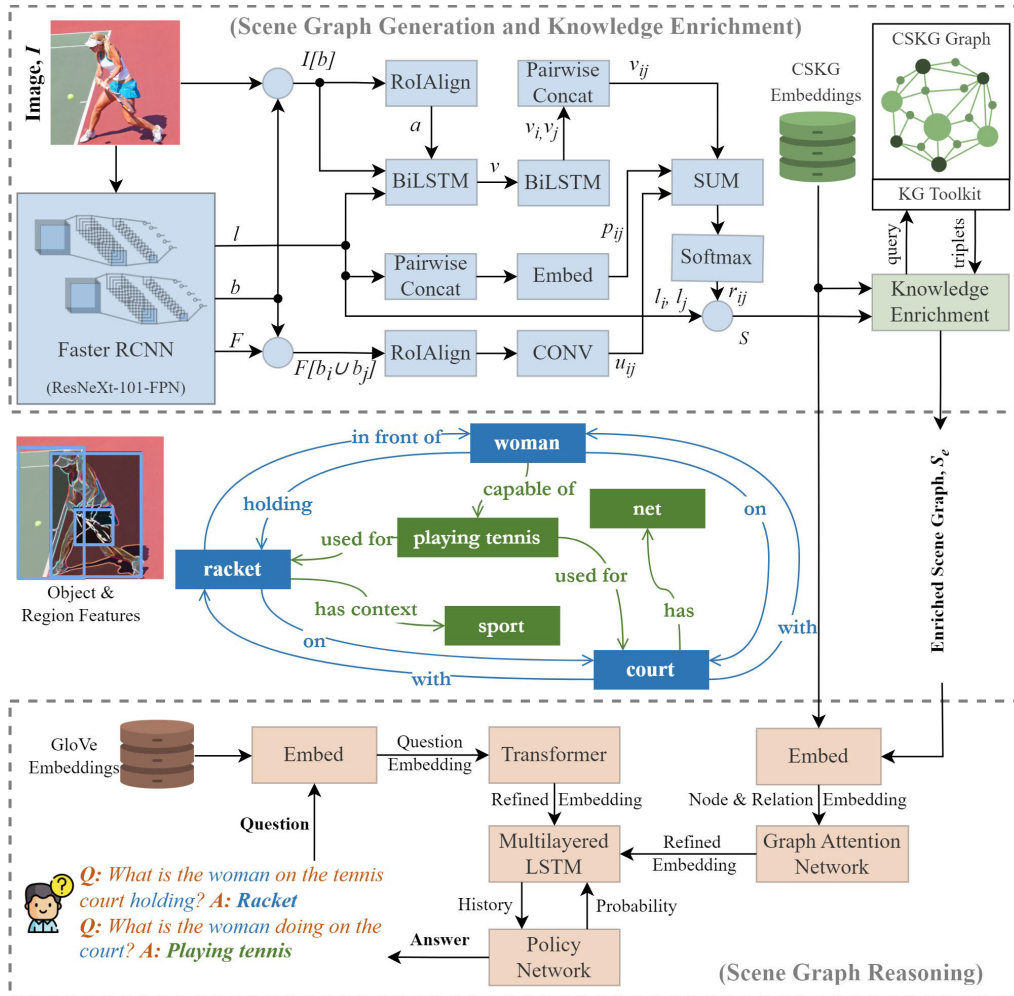 (Scene Graph Generation and Knowledge Enrichment)
Image, I
I[b]
RoIAlign
Pairwise
Concat
v_ij
CSKG
Embeddings
CSKG Graph
a
v_i,v_j
BiLSTM
v
BiLSTM
SUM
KG Toolkit
query
triplets
l
p_ij
Pairwise
Concat
Embed
Softmax
b
l_i, l_j
r_ij
Knowledge
Enrichment
F
S
Faster RCNN
(ResNeXt-101-FPN)
F[b_i ∪ b_j]
RoIAlign
CONV
u_ij
in front of
woman
capable of
holding
net
on
used for
playing tennis
racket
used for
Object &
Region Features
has context
has
sport
on
with
court
with
Enriched Scene Graph, S_e
GloVe
Embeddings
Embed
Question
Embedding
Transformer
Embed
Refined Embedding
Node & Relation Embedding
Question
Multilayered
LSTM
Refined
Embedding
Graph Attention
Network
Q: What is the woman on the tennis
court holding? A: Racket
Q: What is the woman doing on the
court? A: Playing tennis
History
Probability
Answer
Policy
Network
(Scene Graph Reasoning)